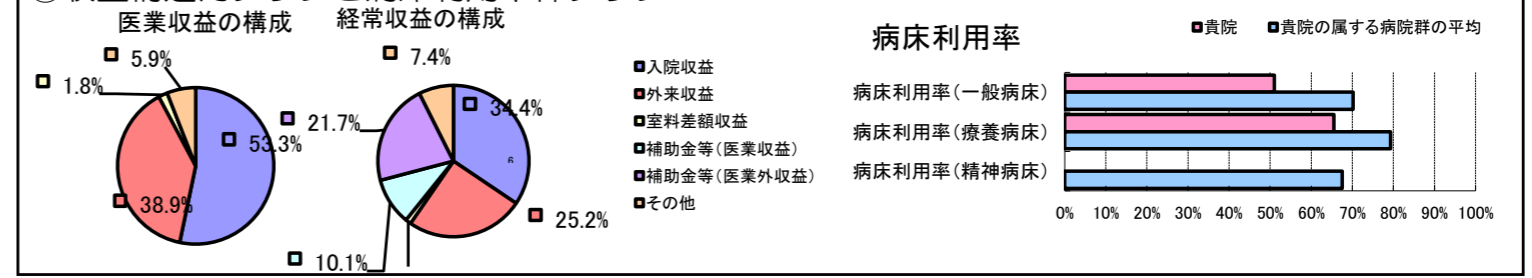 医業収益の構成
5.9%
1.8%
53.3%
38.9%
経常収益の構成
7.4%
34.4%
21.7%
25.2%
10.1%
入院収益
外来収益
室料差額収益
補助金等(医業収益)
補助金等(医業外収益)
その他
病床利用率
貴院 貴院の属する病院群の平均
病床利用率(一般病床)
病床利用率(療養病床)
病床利用率(精神病床)
0% 10% 20% 30% 40% 50% 60% 70% 80% 90% 100%